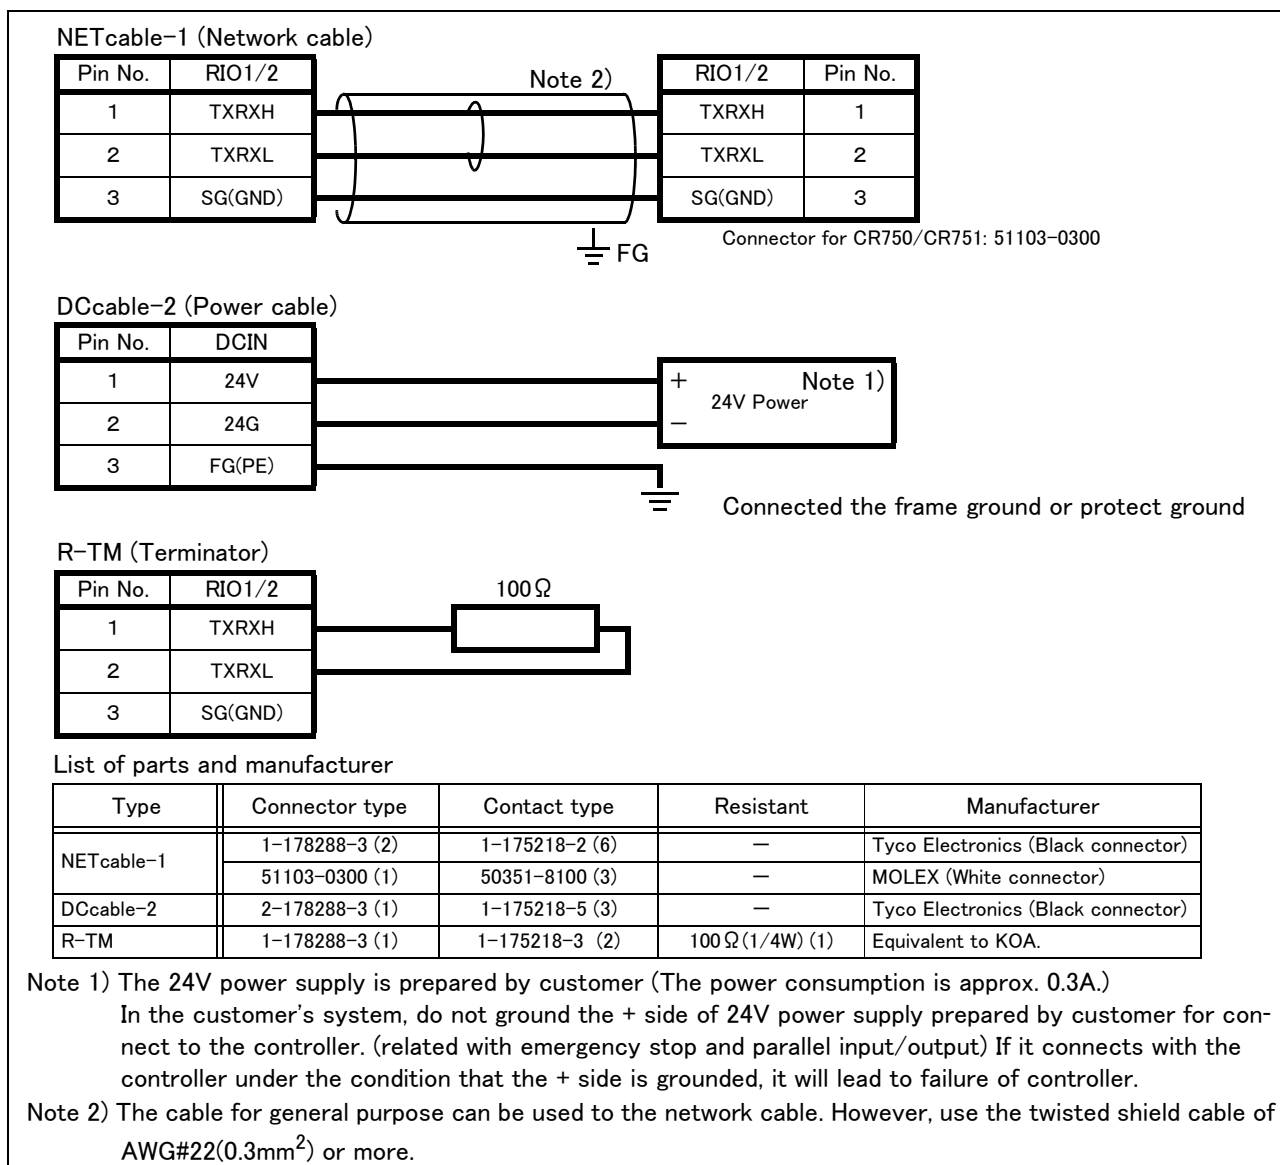 NETcable-1 (Network cable)
Pin No. RIO1/2 Note 2) RIO1/2 Pin No.
1 TXRXH TXRXH 1
2 TXRXL TXRXL 2
3 SG(GND) SG(GND) 3
FG Connector for CR750/CR751: 51103-0300
DCcable-2 (Power cable)
Pin No. DCIN
1 24V + Note 1)
24V Power
2 24G －
3 FG(PE)
Connected the frame ground or protect ground
R-TM (Terminator)
Pin No. RIO1/2 100Ω
1 TXRXH
2 TXRXL
3 SG(GND)
List of parts and manufacturer
Type Connector type Contact type Resistant Manufacturer
NETcable-1 1-178288-3 (2) 1-175218-2 (6) － Tyco Electronics (Black connector)
51103-0300 (1) 50351-8100 (3) － MOLEX (White connector)
DCcable-2 2-178288-3 (1) 1-175218-5 (3) － Tyco Electronics (Black connector)
R-TM 1-178288-3 (1) 1-175218-3 (2) 100Ω(1/4W) (1) Equivalent to KOA.
Note 1) The 24V power supply is prepared by customer (The power consumption is approx. 0.3A.)
In the customer's system, do not ground the + side of 24V power supply prepared by customer for con-
nect to the controller. (related with emergency stop and parallel input/output) If it connects with the
controller under the condition that the + side is grounded, it will lead to failure of controller.
Note 2) The cable for general purpose can be used to the network cable. However, use the twisted shield cable of
AWG#22(0.3mm²) or more.